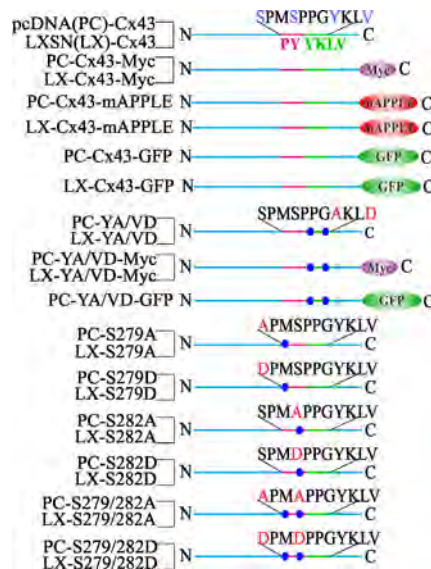 pcDNA(PC)-Cx43 SPMSPPGYKLV
LXSN(LX)-Cx43 N PY YKLV C
PC-Cx43-Myc
LX-Cx43-Myc N Myc C
PC-Cx43-mAPPLE N mAPPLE C
LX-Cx43-mAPPLE N mAPPLE C
PC-Cx43-GFP N GFP C
LX-Cx43-GFP N GFP C
SPMSPPGAKLD
PC-YA/VD
LX-YA/VD N C
PC-YA/VD-Myc
LX-YA/VD-Myc N Myc C
PC-YA/VD-GFP N GFP C
APMSPPGYKLV
PC-S279A
LX-S279A N C
DPMSPPGYKLV
PC-S279D
LX-S279D N C
SPMAPPGYKLV
PC-S282A
LX-S282A N C
SPMDPPGYKLV
PC-S282D
LX-S282D N C
APMAPPGYKLV
PC-S279/282A
LX-S279/282A N C
DPMDPPGYKLV
PC-S279/282D
LX-S279/282D N C